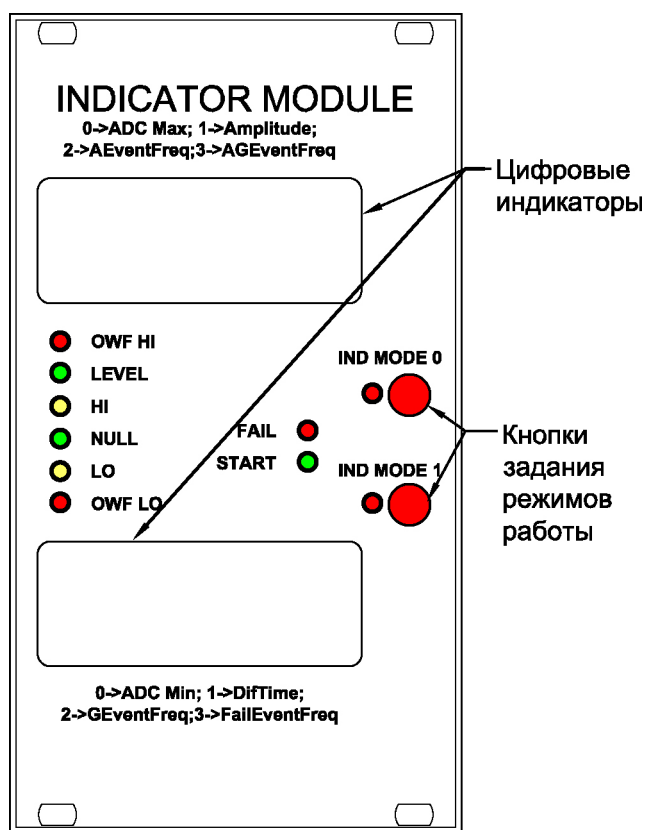 INDICATOR MODULE
0->ADC Max; 1->Amplitude;
2->AEventFreq;3->AGEventFreq
Цифровые
индикаторы
OWF HI
LEVEL
HI
NULL
LO
OWF LO
FAIL
START
IND MODE 0
IND MODE 1
Кнопки
задания
режимов
работы
0->ADC Min; 1->DifTime;
2->GEventFreq;3->FailEventFreq